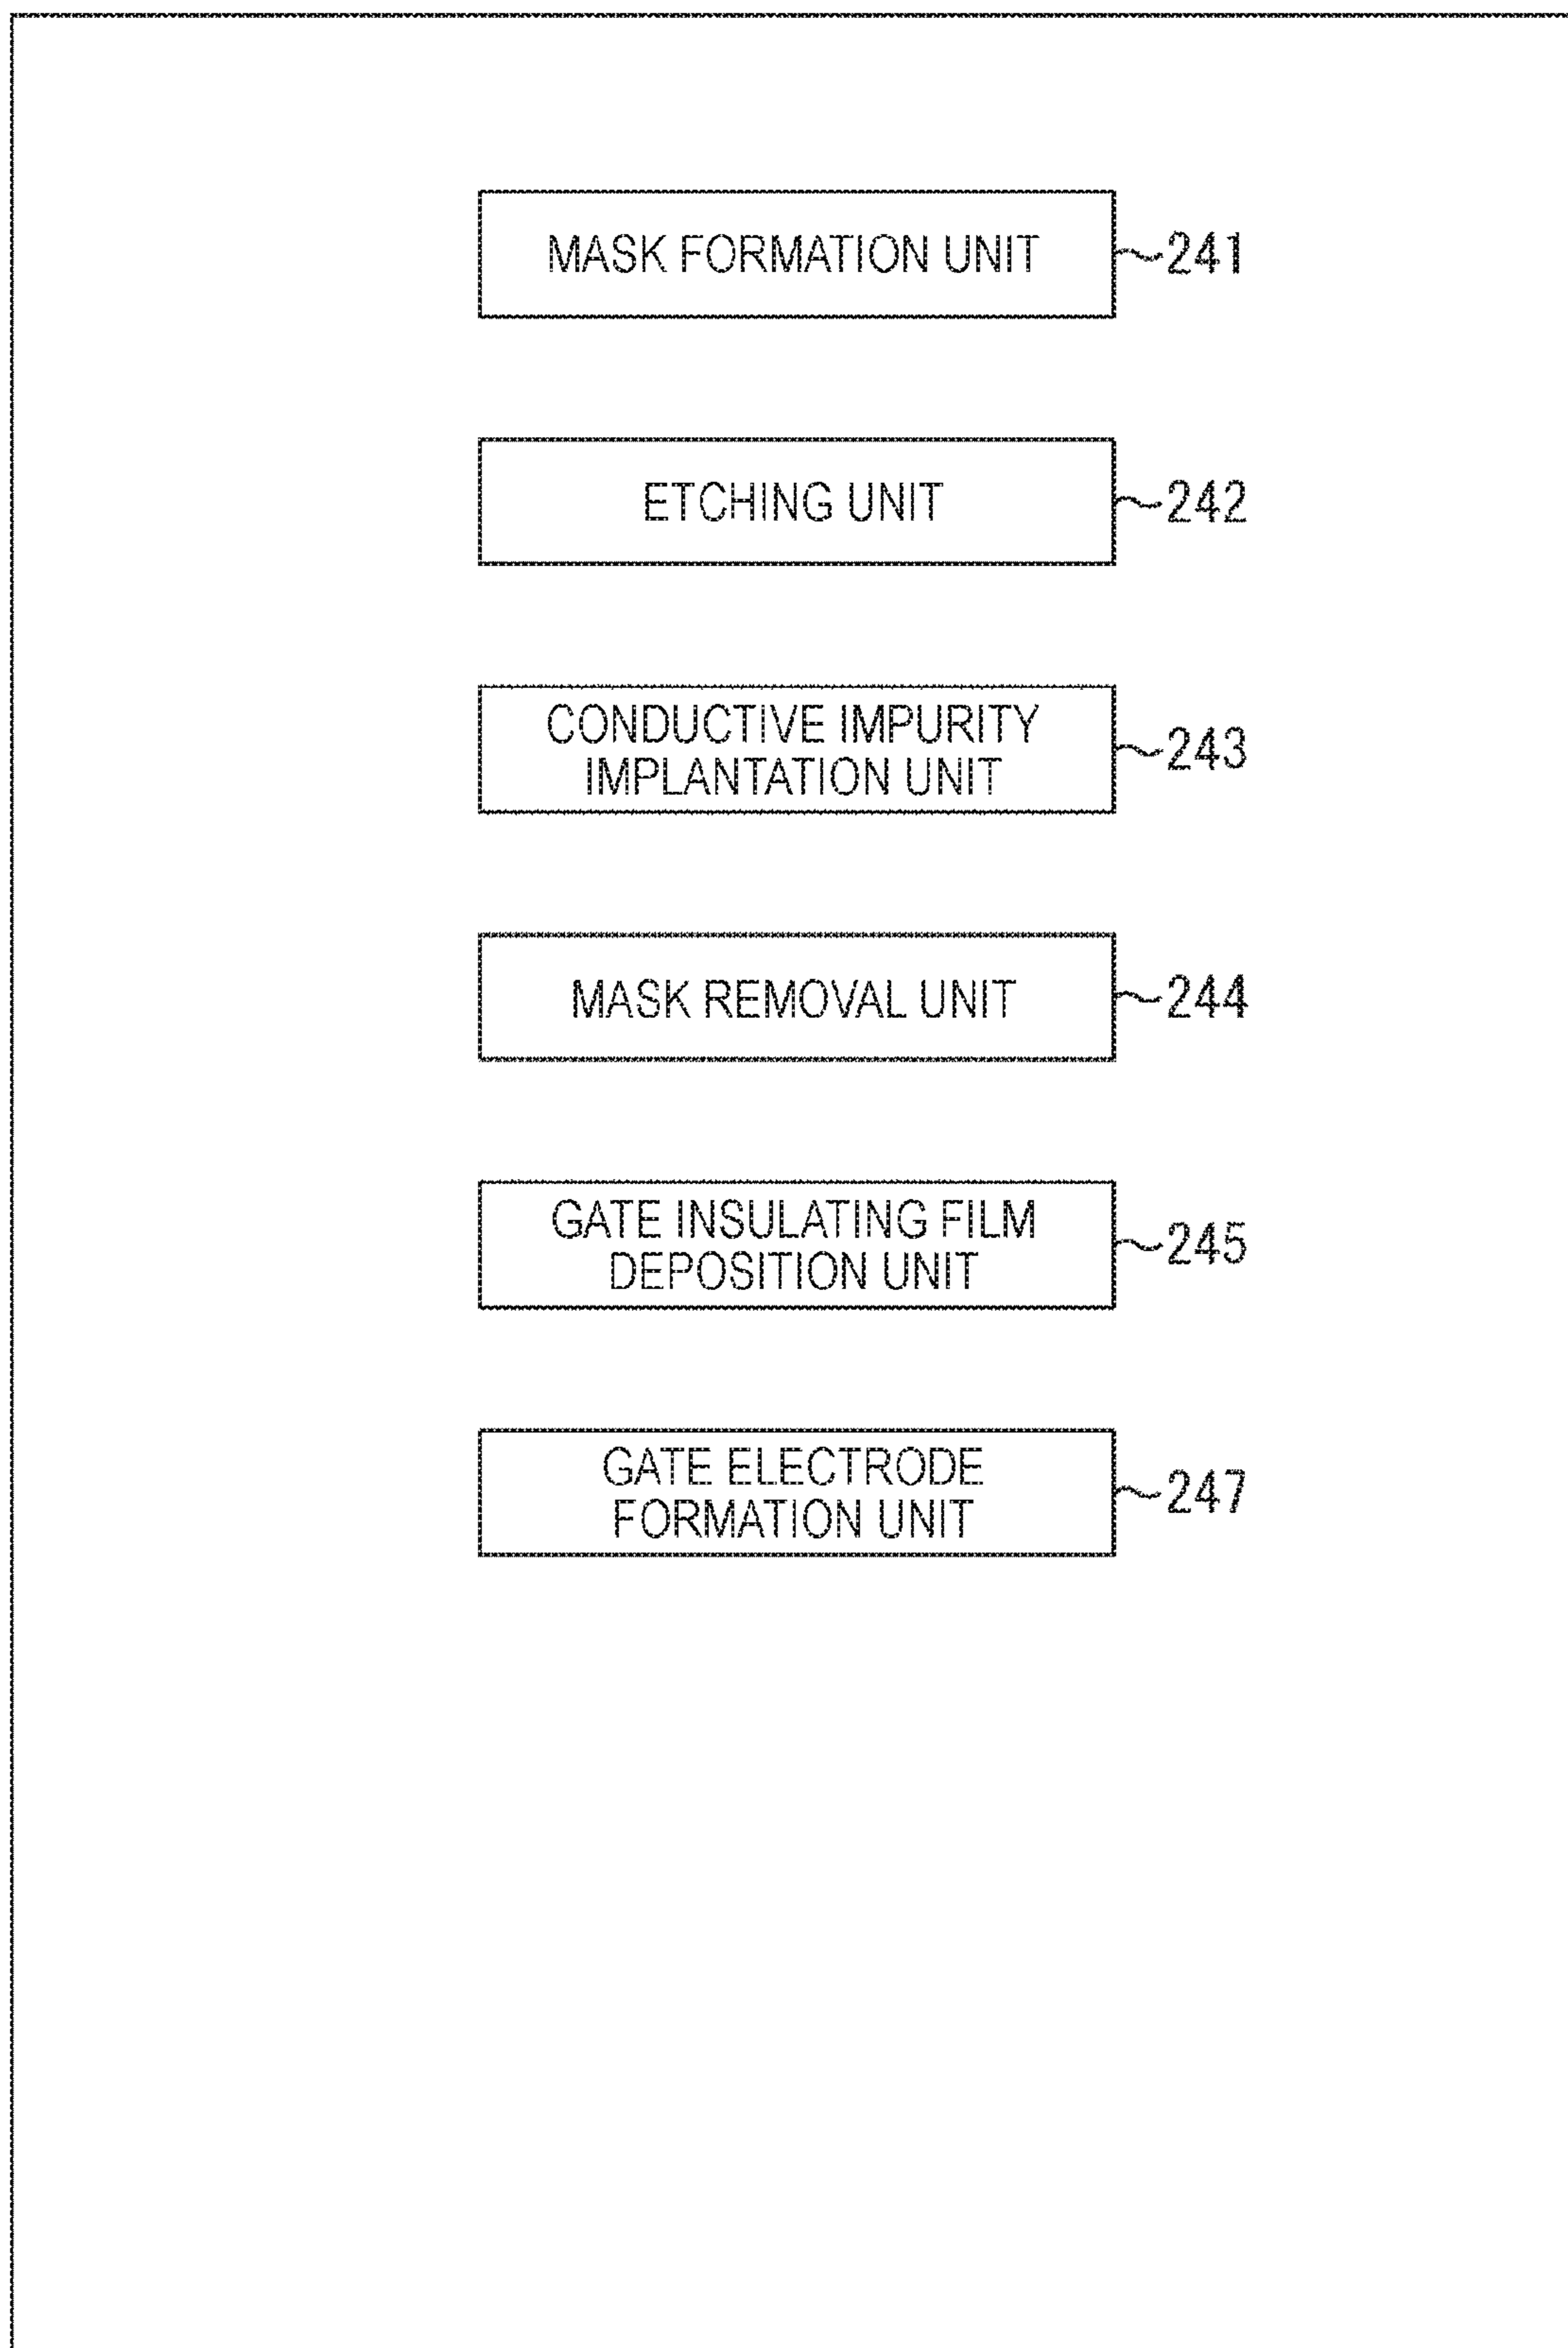 MASK FORMATION UNIT 241
ETCHING UNIT 242
CONDUCTIVE IMPURITY
IMPLANTATION UNIT 243
MASK REMOVAL UNIT 244
GATE INSULATING FILM
DEPOSITION UNIT 245
GATE ELECTRODE
FORMATION UNIT 247